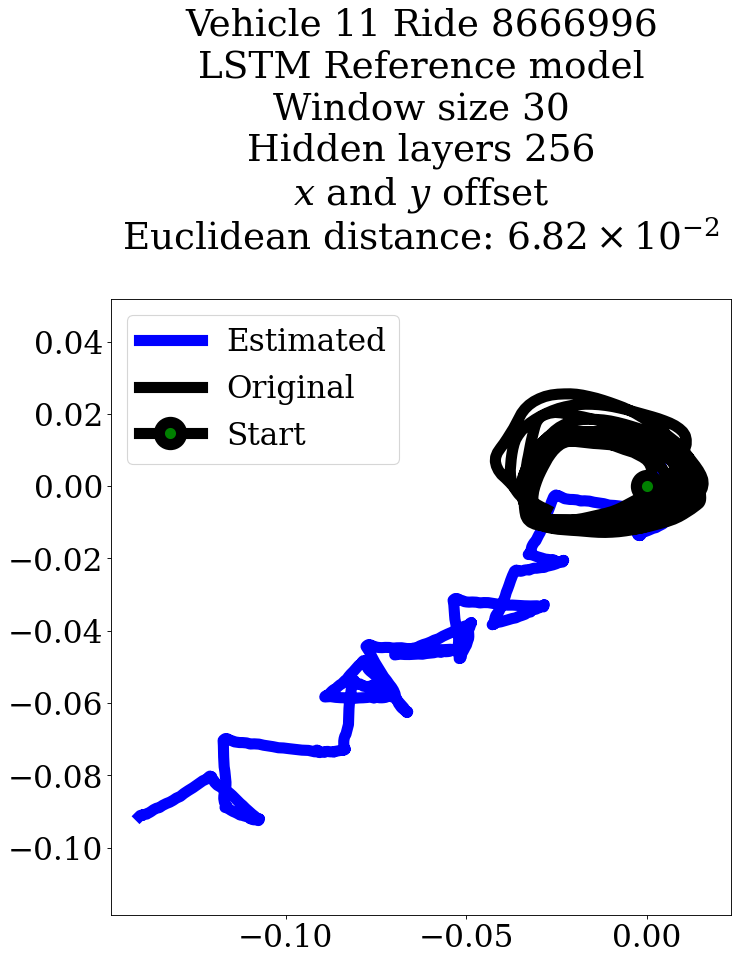 Vehicle 11 Ride 8666996
LSTM Reference model
Window size 30
Hidden layers 256
x and y offset
Euclidean distance: 6.82 × 10⁻²
Estimated
Original
Start
0.04
0.02
0.00
−0.02
−0.04
−0.06
−0.08
−0.10
−0.10 −0.05 0.00